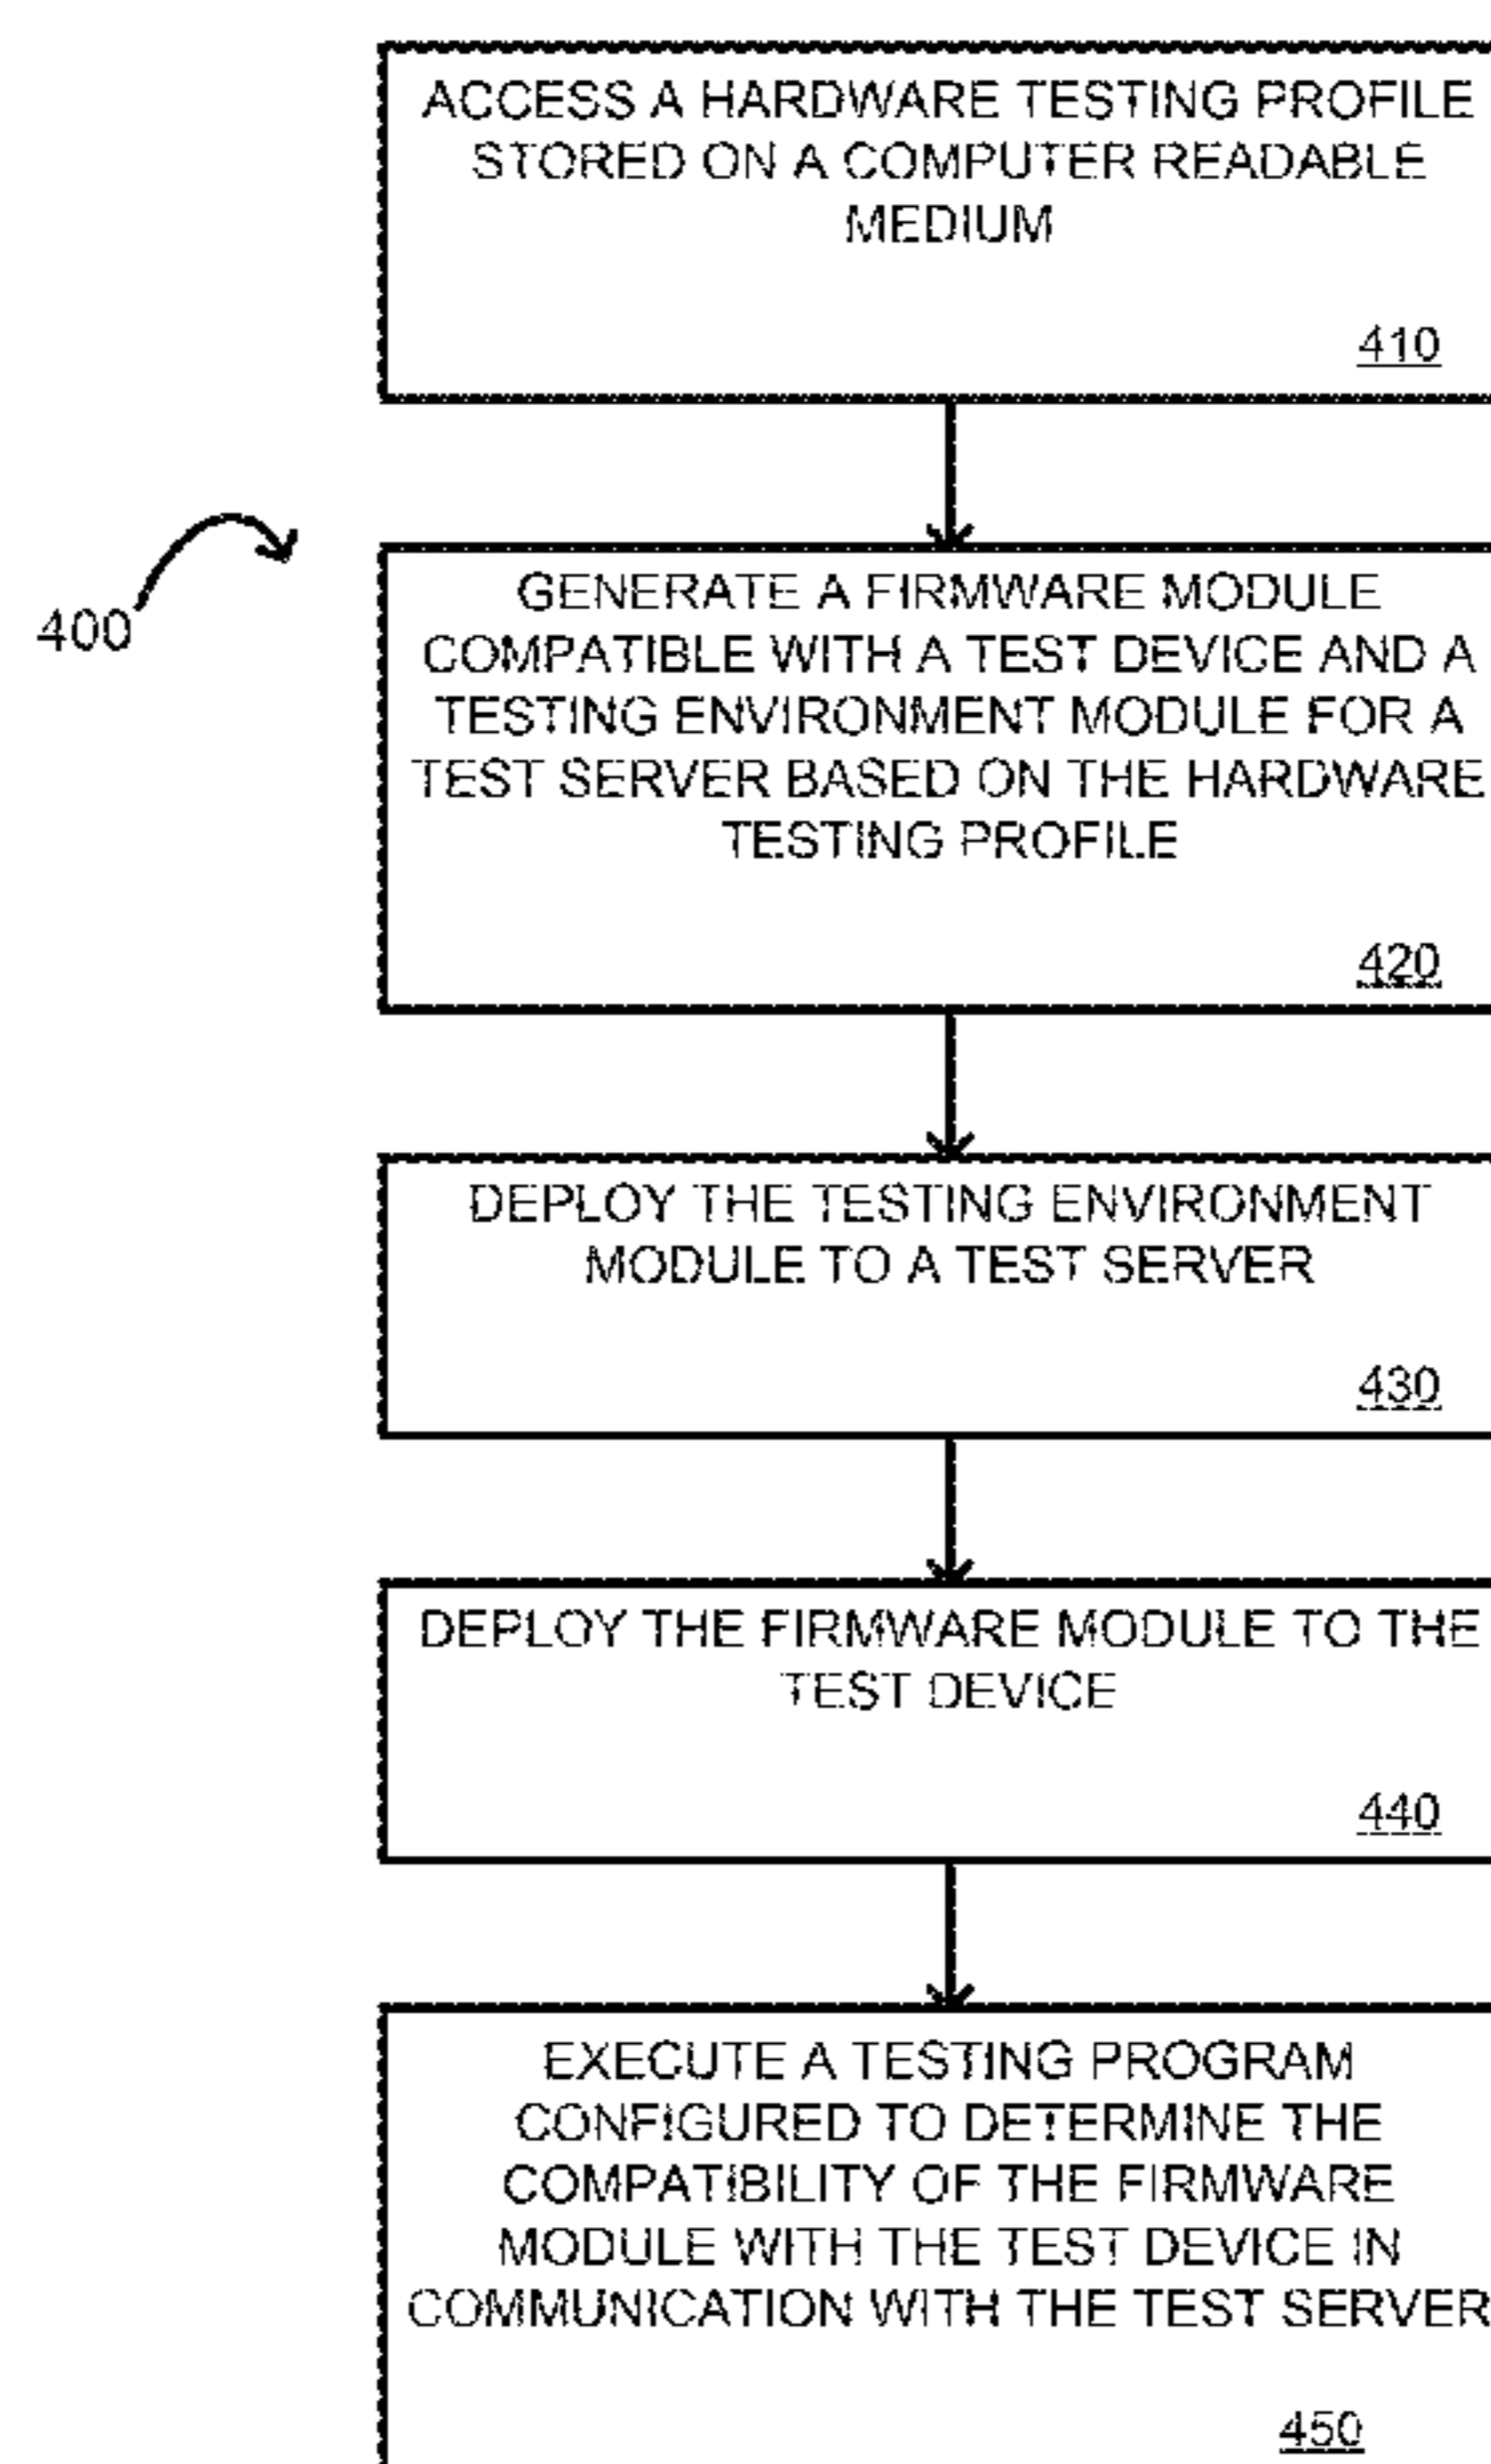 ACCESS A HARDWARE TESTING PROFILE
STORED ON A COMPUTER READABLE
MEDIUM
410
400
GENERATE A FIRMWARE MODULE
COMPATIBLE WITH A TEST DEVICE AND A
TESTING ENVIRONMENT MODULE FOR A
TEST SERVER BASED ON THE HARDWARE
TESTING PROFILE
420
DEPLOY THE TESTING ENVIRONMENT
MODULE TO A TEST SERVER
430
DEPLOY THE FIRMWARE MODULE TO THE
TEST DEVICE
440
EXECUTE A TESTING PROGRAM
CONFIGURED TO DETERMINE THE
COMPATIBILITY OF THE FIRMWARE
MODULE WITH THE TEST DEVICE IN
COMMUNICATION WITH THE TEST SERVER
450